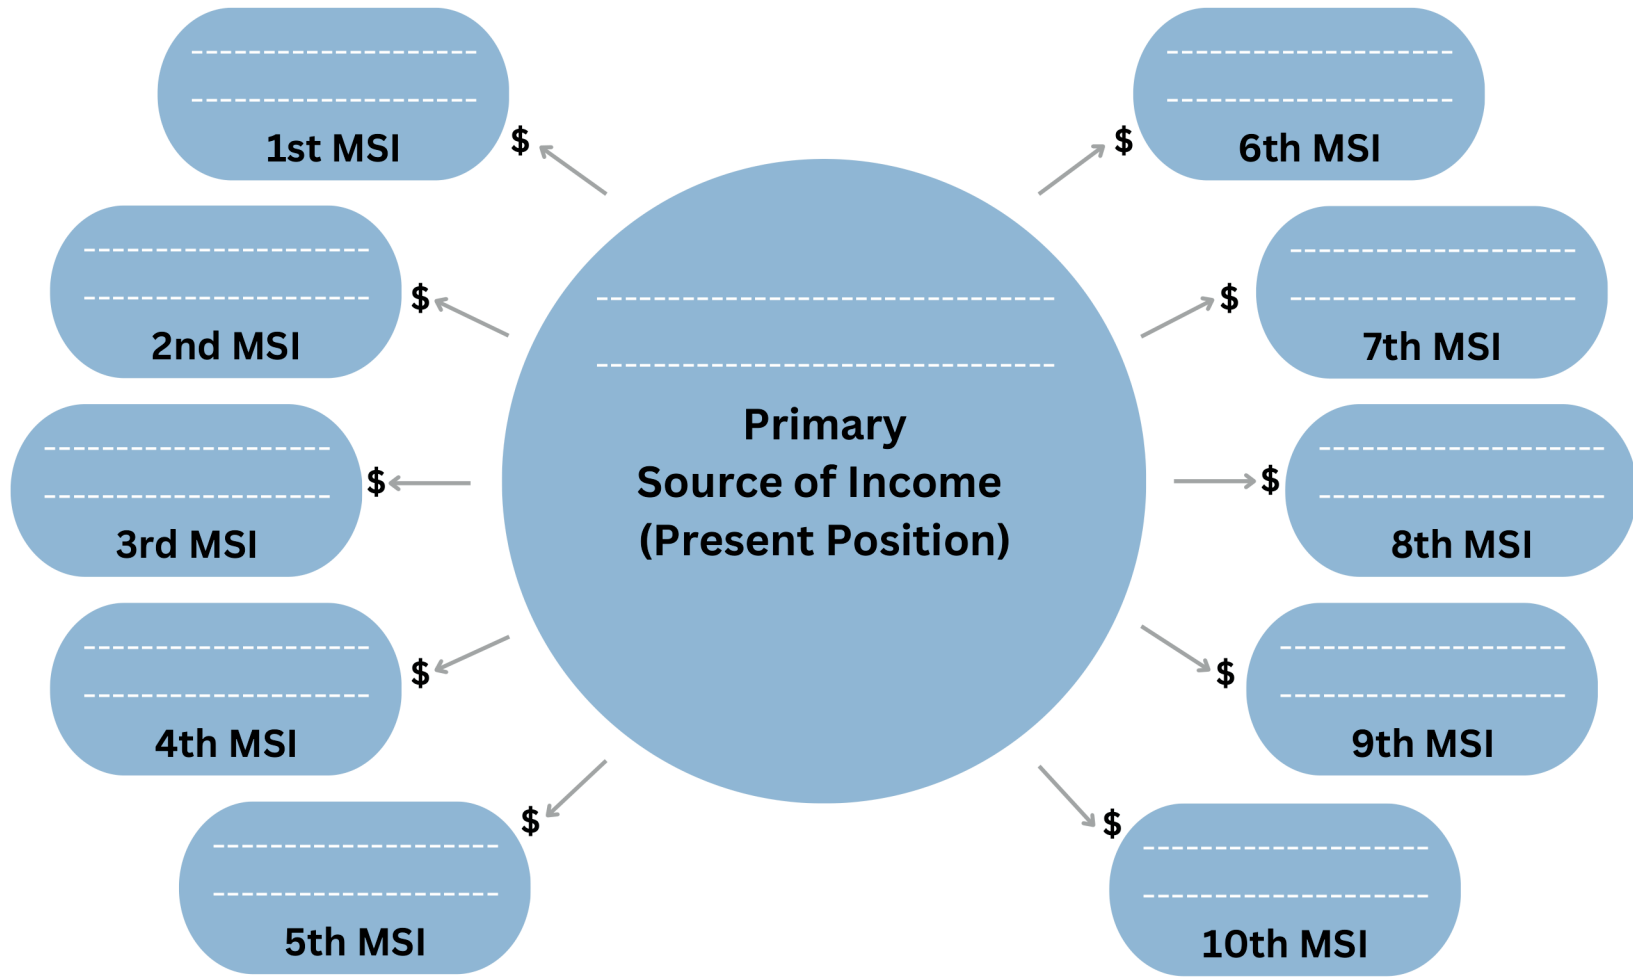 1st MSI
$
2nd MSI
$
3rd MSI
$
4th MSI
$
5th MSI
$
Primary
Source of Income
(Present Position)
$
6th MSI
$
7th MSI
$
8th MSI
$
9th MSI
$
10th MSI